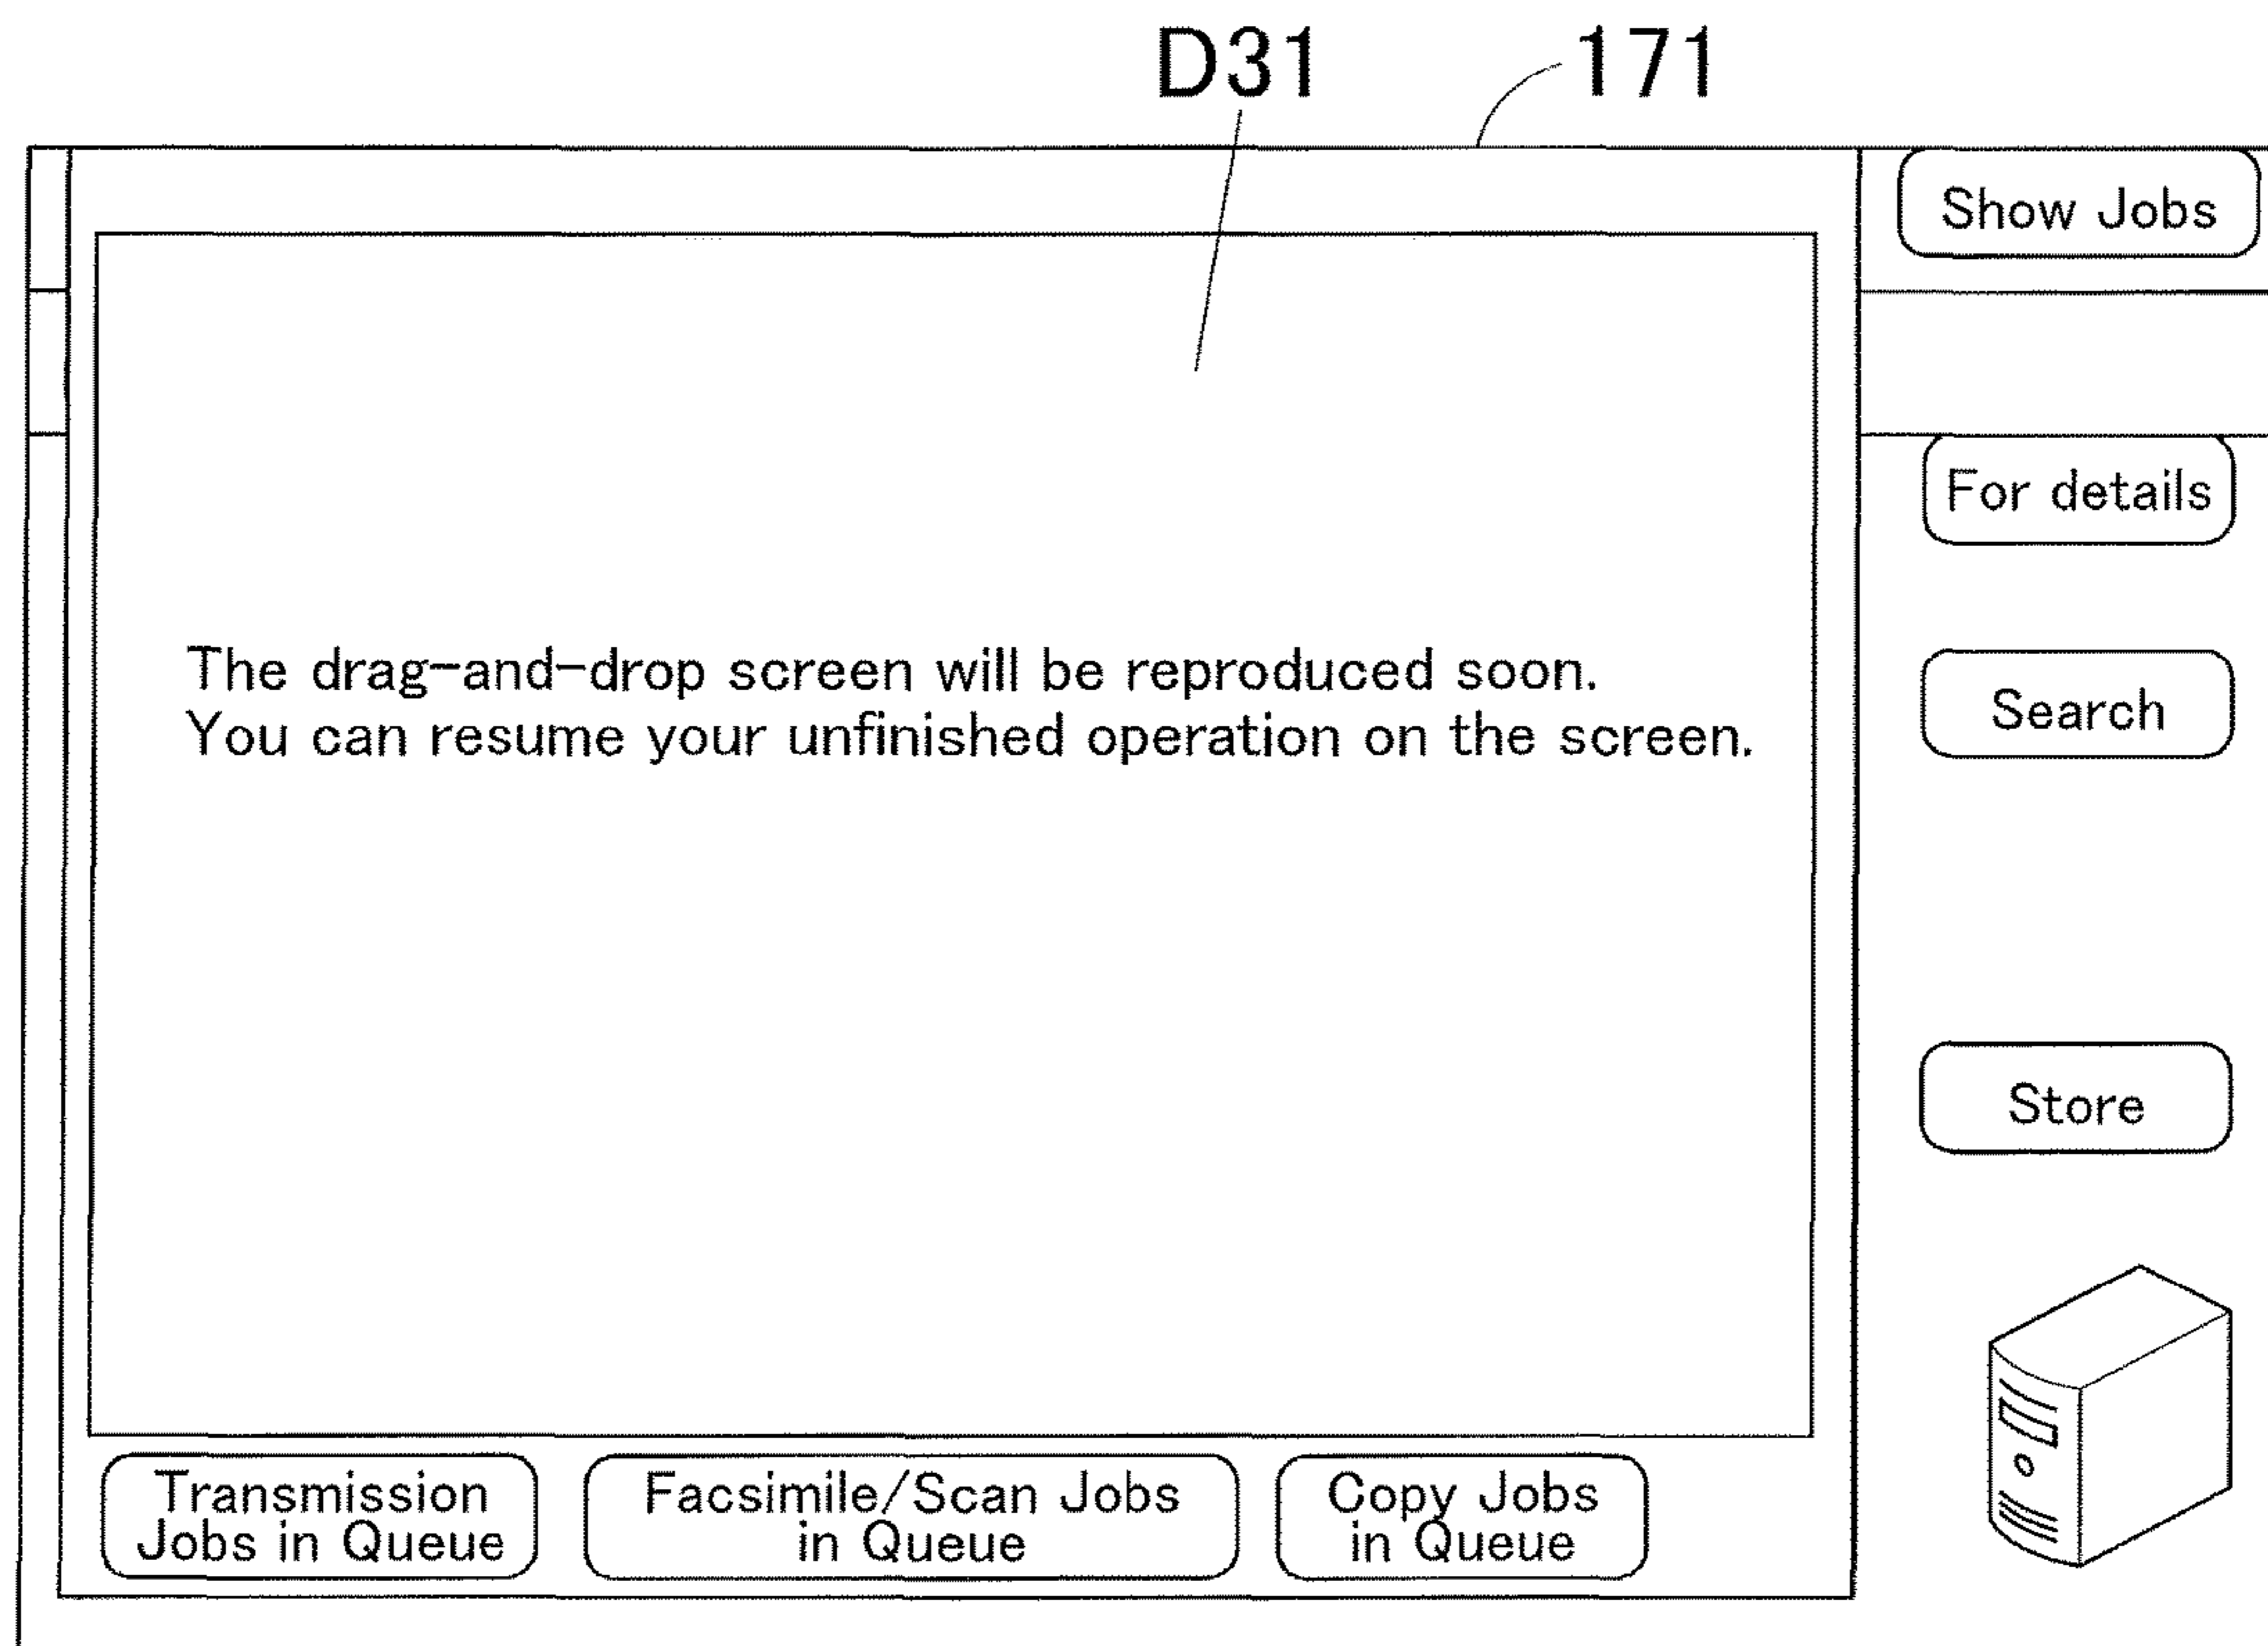 D31
171
Show Jobs
For details
The drag-and-drop screen will be reproduced soon.
You can resume your unfinished operation on the screen.
Search
Store
Transmission
Jobs in Queue
Facsimile/Scan Jobs
in Queue
Copy Jobs
in Queue